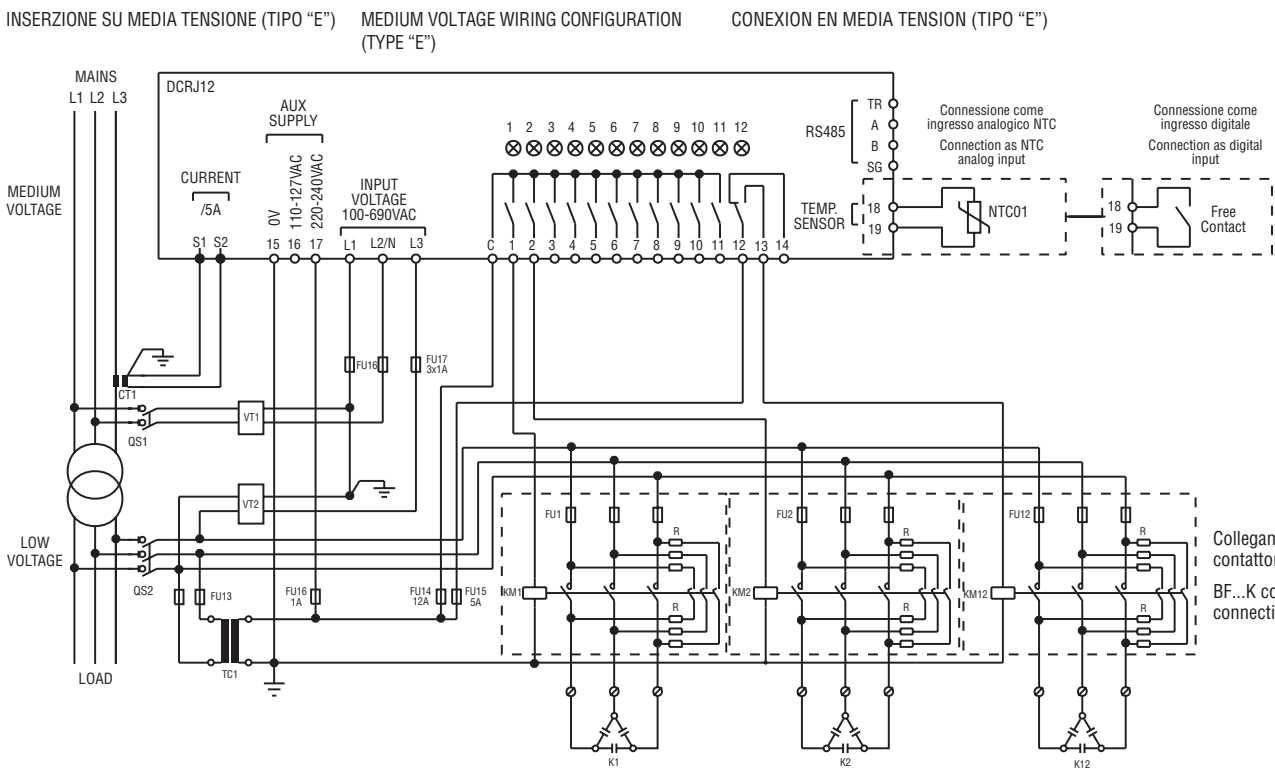 INSERZIONE SU MEDIA TENSIONE (TIPO “E”)
MEDIUM VOLTAGE WIRING CONFIGURATION
(TYPE “E”)
CONEXION EN MEDIA TENSION (TIPO “E”)
MAINS
L1 L2 L3
MEDIUM
VOLTAGE
LOW
VOLTAGE
LOAD
DCRJ12
CURRENT
/5A
S1 S2
AUX
SUPPLY
0V
110-127VAC
220-240VAC
15 16 17
INPUT
VOLTAGE
100-690VAC
L1 L2/N L3
1 2 3 4 5 6 7 8 9 10 11 12
C 1 2 3 4 5 6 7 8 9 10 11 12 13 14
RS485
TR
A
B
SG
TEMP.
SENSOR
18
19
Connessione come
ingresso analogico NTC
Connection as NTC
analog input
NTC01
Connessione come
ingresso digitale
Connection as digital
input
18
19
Free
Contact
CT1
QS1
VT1
FU16
FU17
3x1A
VT2
QS2
FU13
FU16
1A
FU14
12A
FU15
5A
TC1
FU1
R
KM1
R
K1
FU2
R
KM2
R
K2
FU12
R
KM12
R
K12
Collegam
contattor
BF...K co
connecti